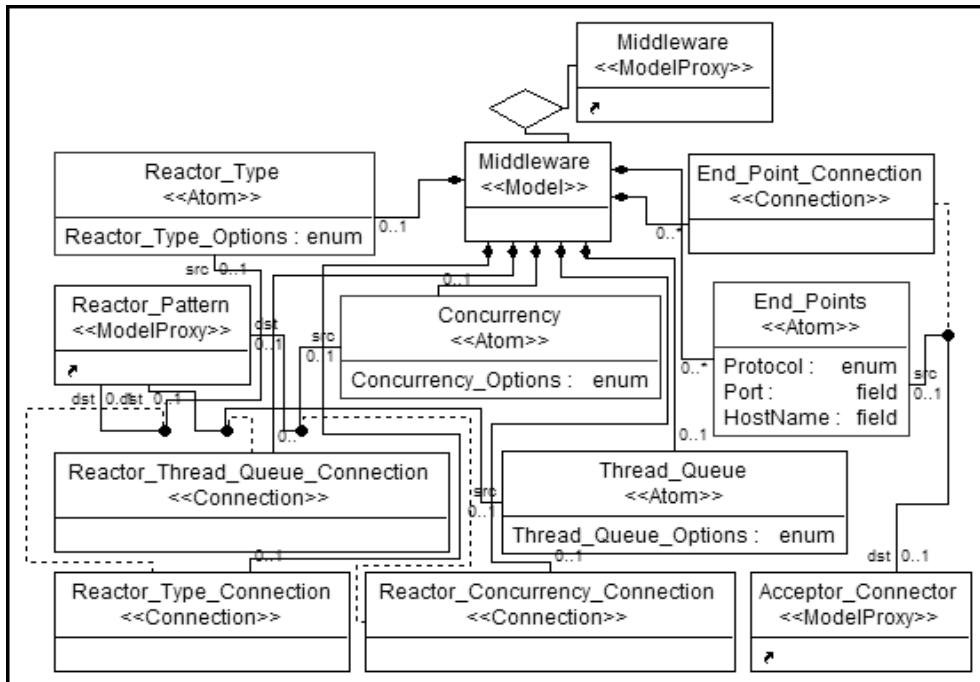 Middleware
<<ModelProxy>>
Reactor_Type
<<Atom>>
Reactor_Type_Options : enum
0..1
Middleware
<<Model>>
End_Point_Connection
<<Connection>>
0..*
src 0..1
Reactor_Pattern
<<ModelProxy>>
dst
0..1
src
0..1
Concurrency
<<Atom>>
Concurrency_Options : enum
End_Points
<<Atom>>
Protocol : enum
Port : field
HostName : field
0..1
0..*
src
0..1
dst 0..1
dst 0..1
0..
Reactor_Thread_Queue_Connection
<<Connection>>
src
0..1
Thread_Queue
<<Atom>>
Thread_Queue_Options : enum
0..1
0..1
0..1
dst 0..1
Reactor_Type_Connection
<<Connection>>
Reactor_Concurrency_Connection
<<Connection>>
Acceptor_Connector
<<ModelProxy>>